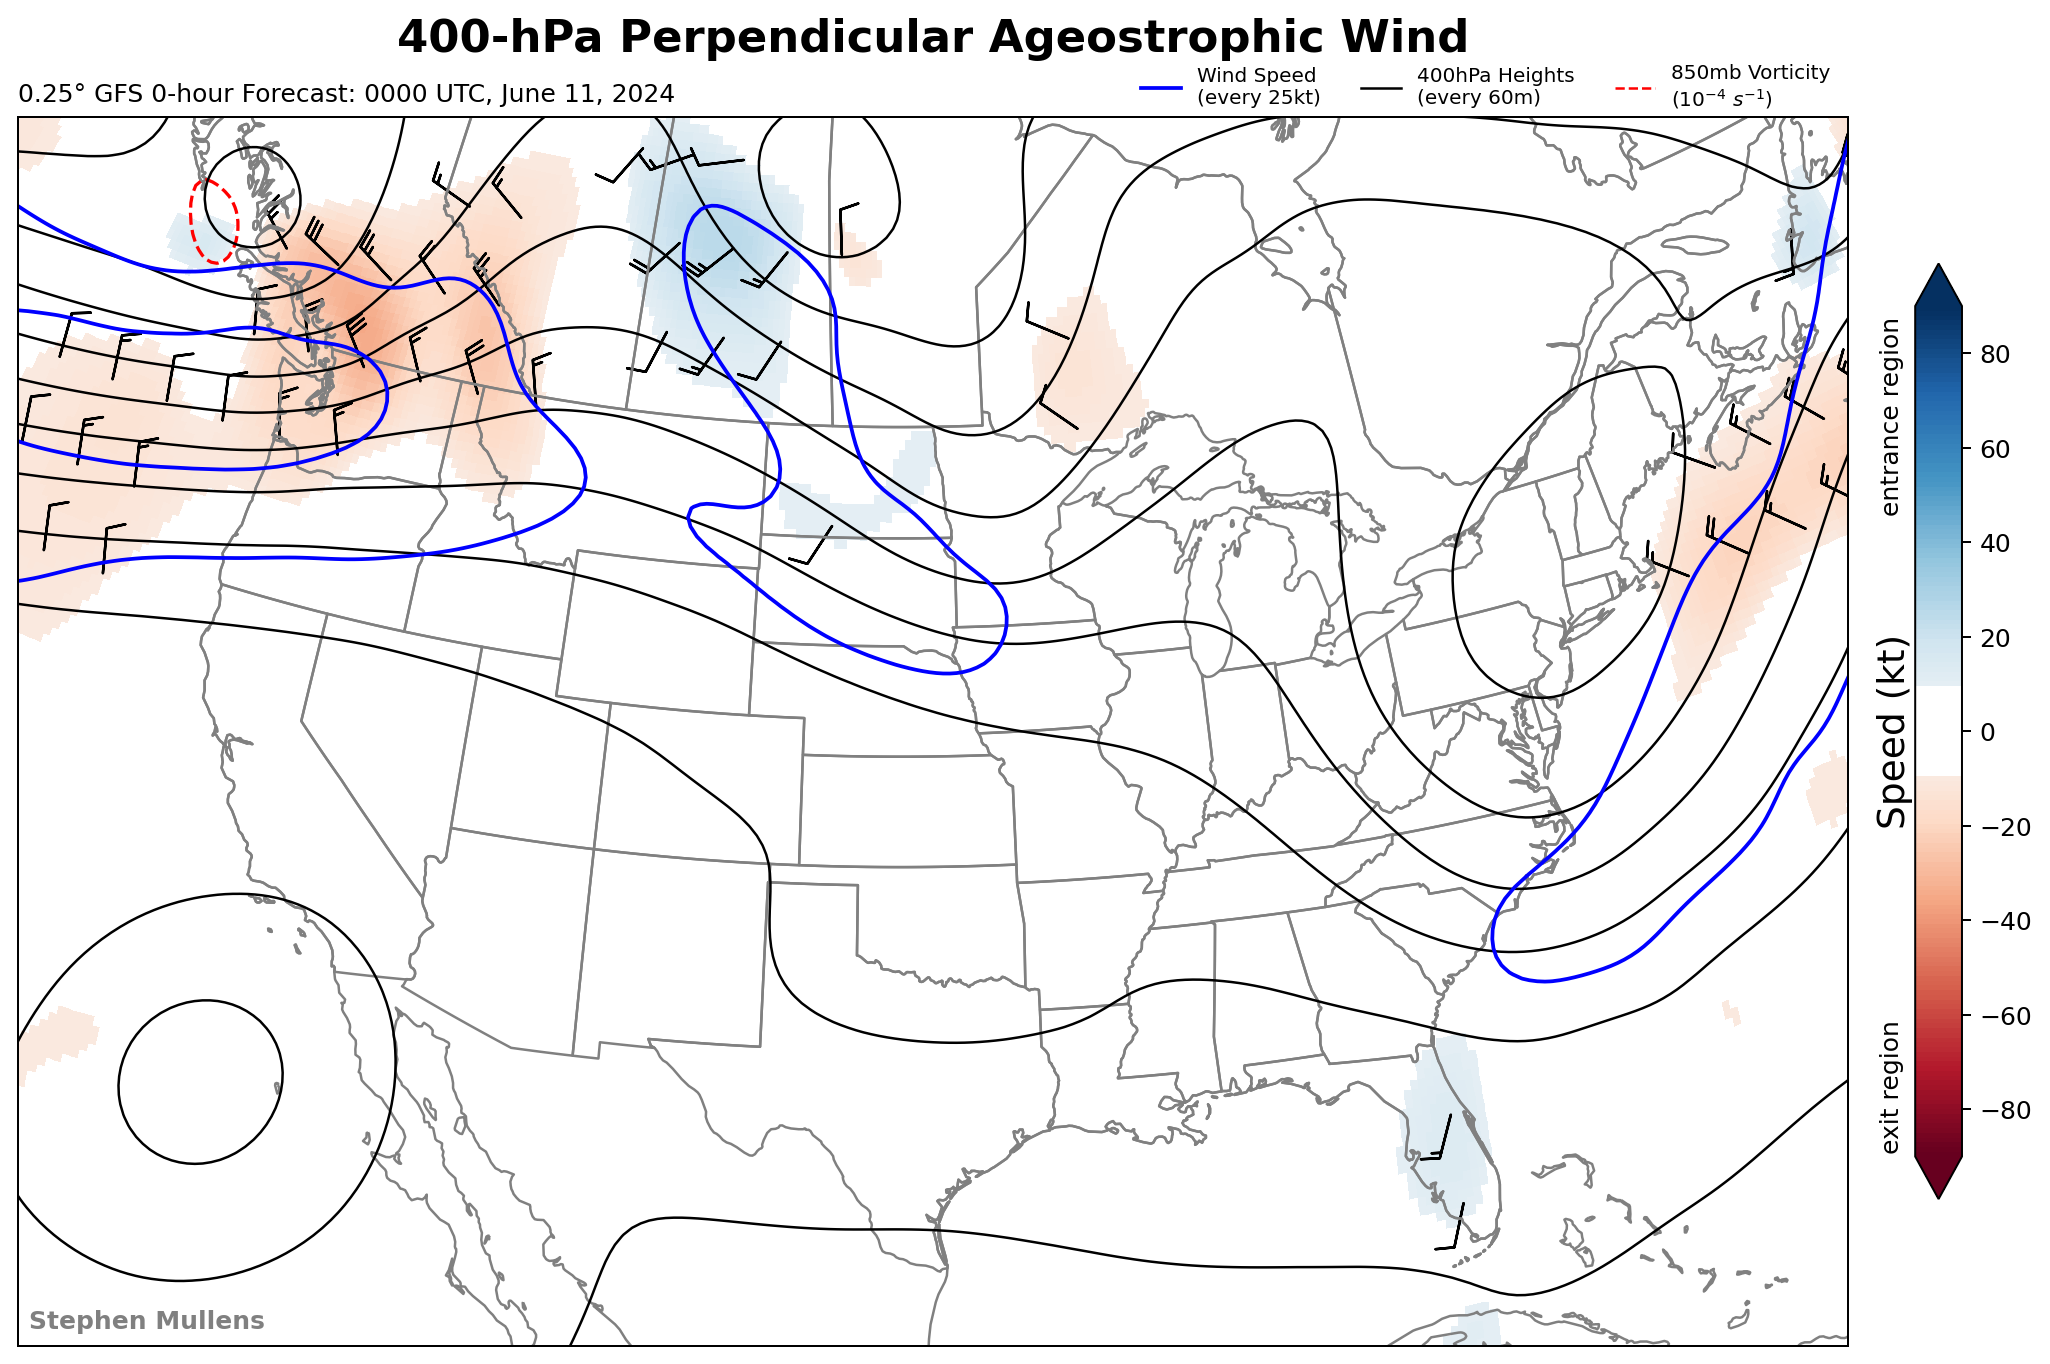 400-hPa Perpendicular Ageostrophic Wind
0.25° GFS 0-hour Forecast: 0000 UTC, June 11, 2024
Wind Speed
(every 25kt)
400hPa Heights
(every 60m)
850mb Vorticity
(10⁻⁴ s⁻¹)
80
60
40
20
0
−20
−40
−60
−80
entrance region
Speed (kt)
exit region
Stephen Mullens